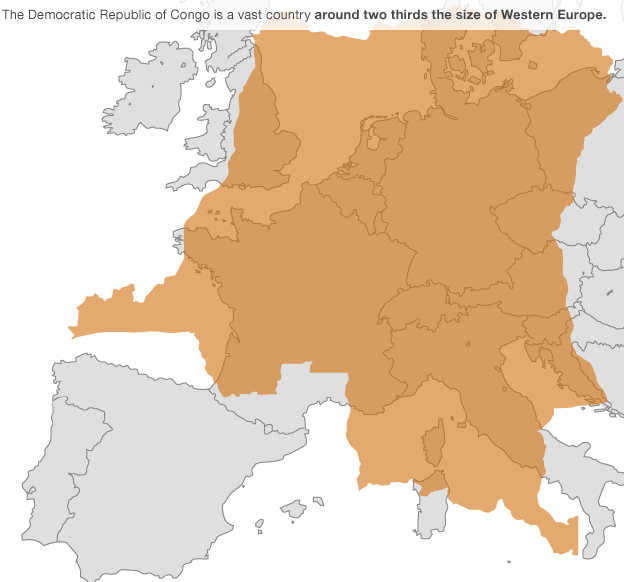 The Democratic Republic of Congo is a vast country around two thirds the size of Western Europe.